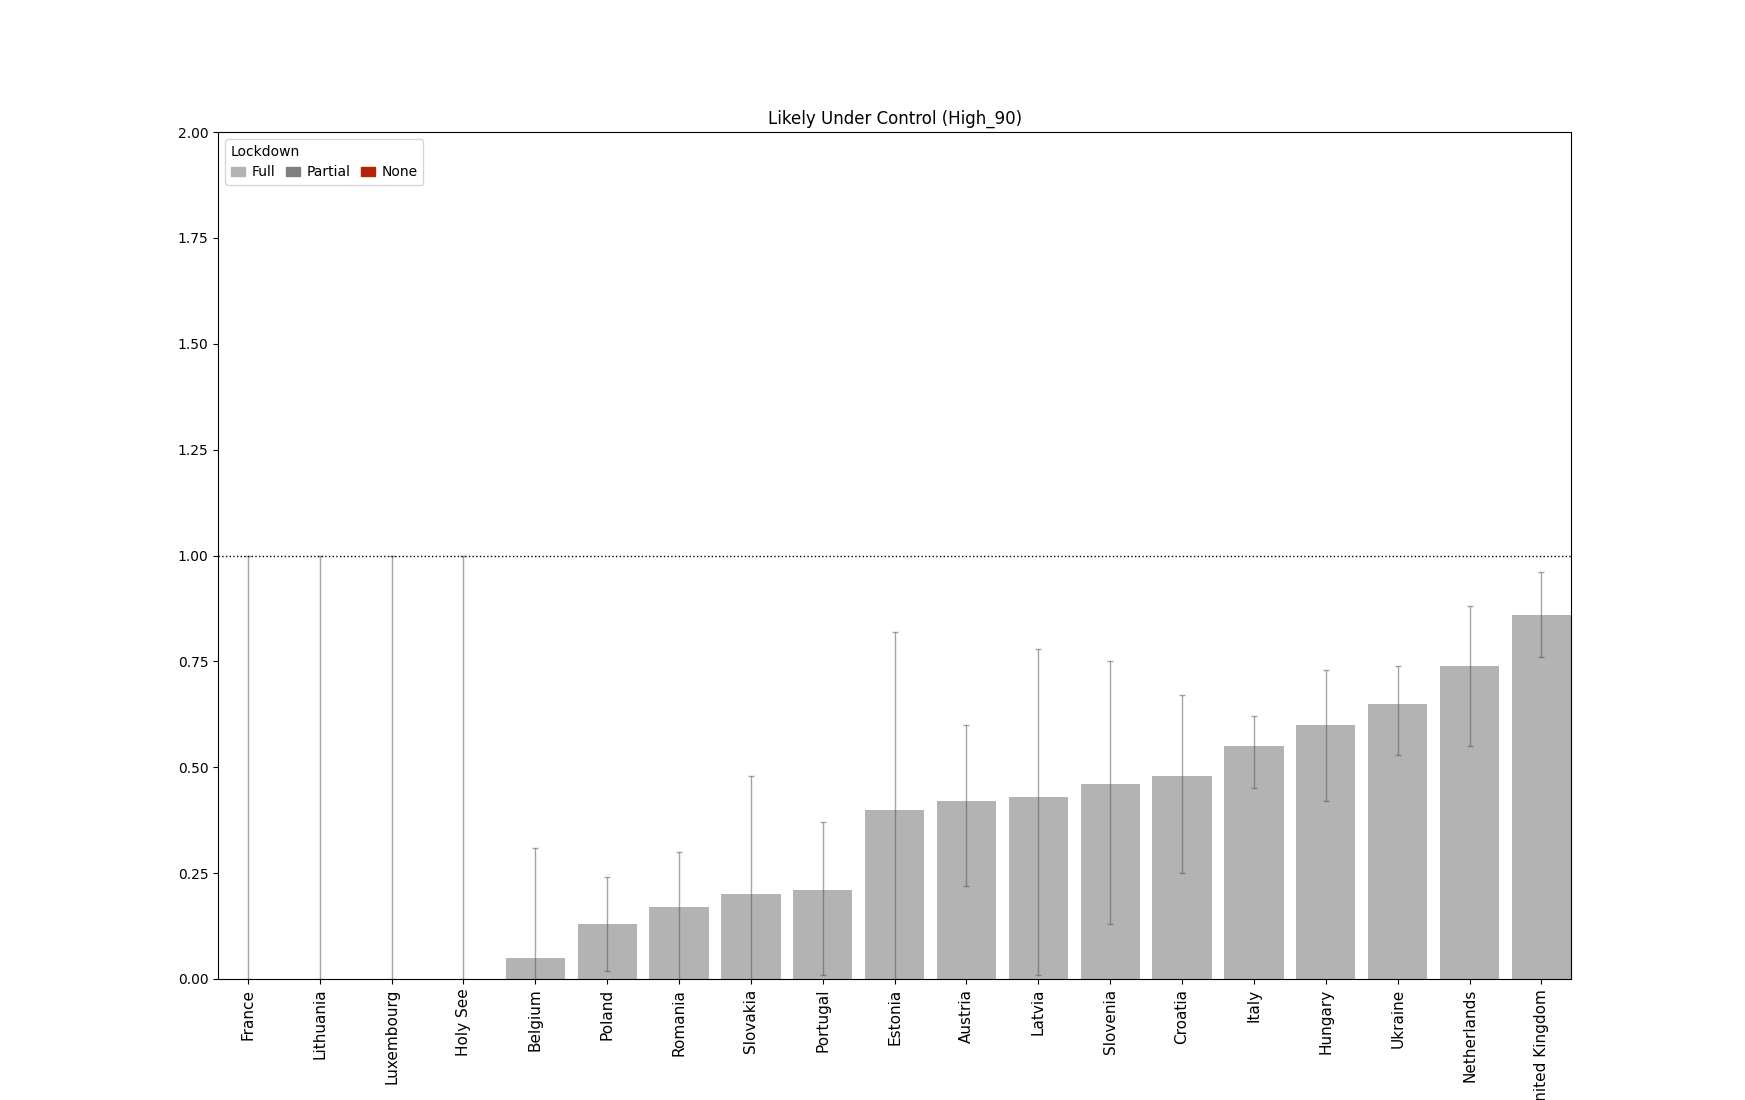 Likely Under Control (High_90)
2.00
Lockdown
Full Partial None
1.75
1.50
1.25
1.00
0.75
0.50
0.25
0.00
France
Lithuania
Luxembourg
Holy See
Belgium
Poland
Romania
Slovakia
Portugal
Estonia
Austria
Latvia
Slovenia
Croatia
Italy
Hungary
Ukraine
Netherlands
nited Kingdom